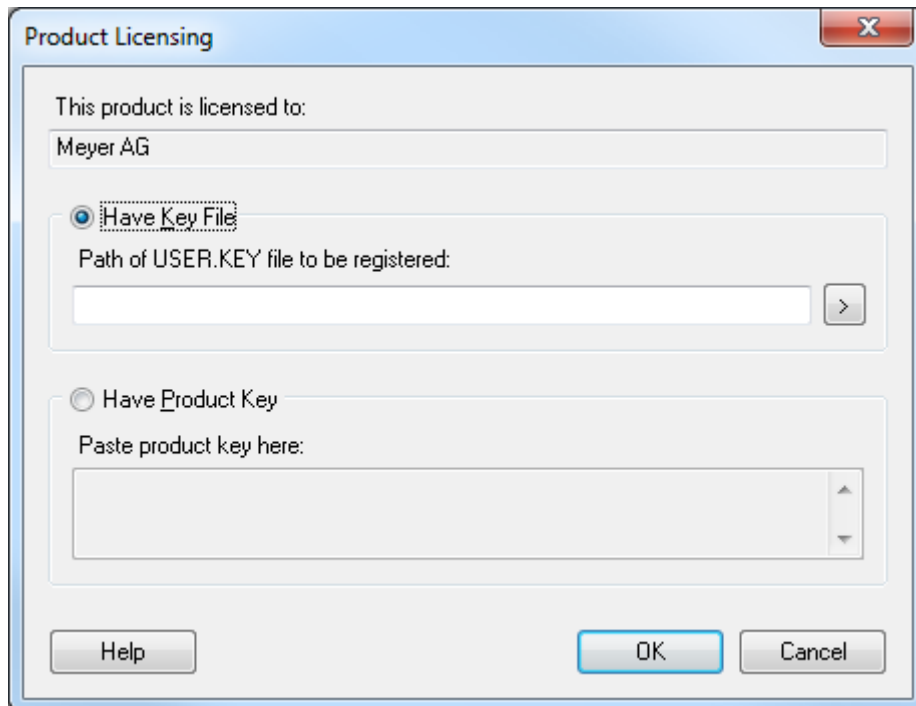 Product Licensing
This product is licensed to:
Meyer AG
Have Key File
Path of USER.KEY file to be registered:
>
Have Product Key
Paste product key here:
Help
OK
Cancel